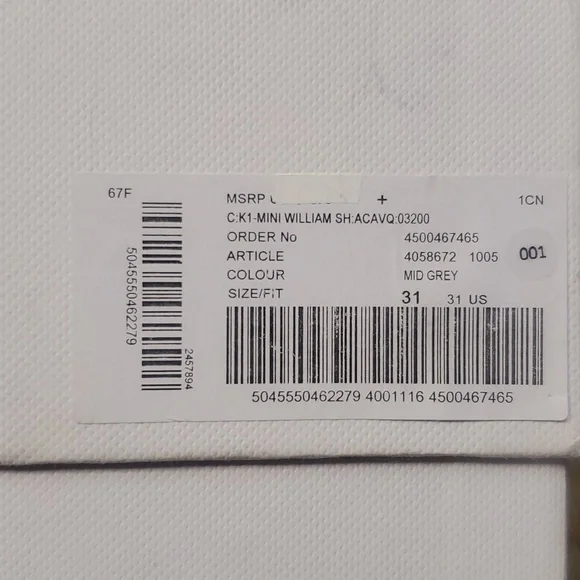 67F
MSRP + 1CN
C:K1-MINI WILLIAM SH:ACAVQ:03200
ORDER No 4500467465
ARTICLE 4058672 1005 001
COLOUR MID GREY
SIZE/FIT 31 31 US
5045550462279 4001116 4500467465
5045550462279
2457894